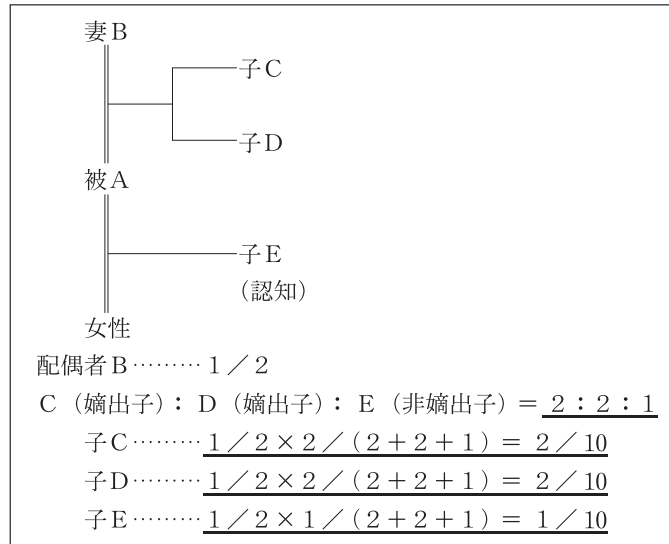 妻B
子C
子D
被A
子E
(認知)
女性
配偶者B………1／2
C（嫡出子）：D（嫡出子）：E（非嫡出子）＝2：2：1
子C………1／2×2／(2＋2＋1)＝2／10
子D………1／2×2／(2＋2＋1)＝2／10
子E………1／2×1／(2＋2＋1)＝1／10